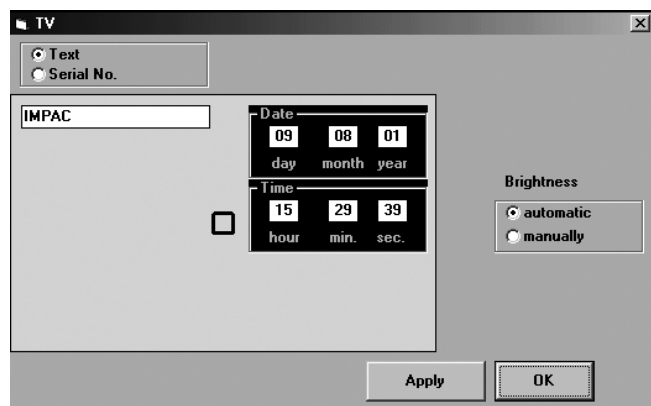 TV
Text
Serial No.
IMPAC
Date
09 08 01
day month year
Time
15 29 39
hour min. sec.
Brightness
automatic
manually
Apply OK